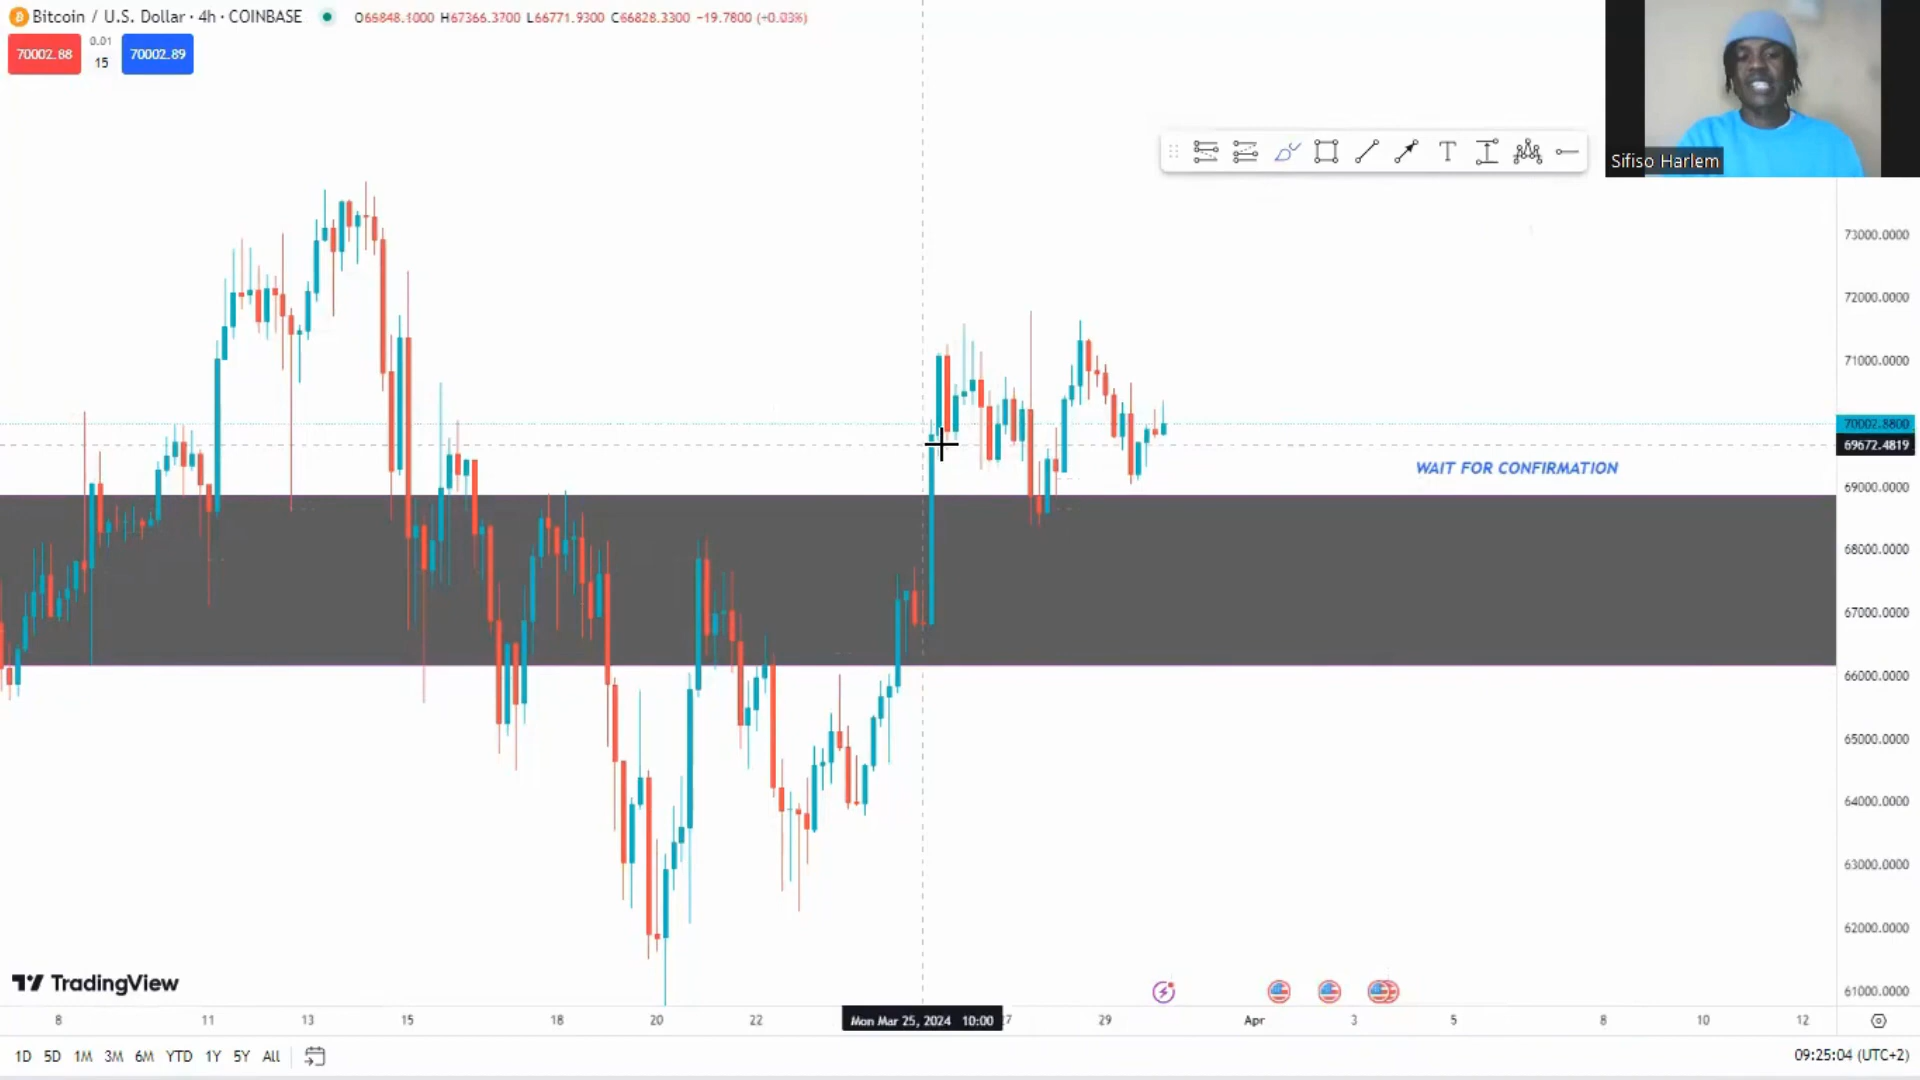 Bitcoin / U.S. Dollar · 4h · COINBASE
O66848.1000 H67366.3700 L66771.9300 C66828.3300 −19.7800 (+0.03%)
70002.88
0.01
15
70002.89
Sifiso Harlem
T
73000.0000
72000.0000
71000.0000
70002.8800
69672.4819
WAIT FOR CONFIRMATION
69000.0000
68000.0000
67000.0000
66000.0000
65000.0000
64000.0000
63000.0000
62000.0000
61000.0000
TradingView
8 11 13 15 18 20 22 Mon Mar 25, 2024 10:00 29 Apr 3 5 8 10 12
1D 5D 1M 3M 6M YTD 1Y 5Y All
09:25:04 (UTC+2)